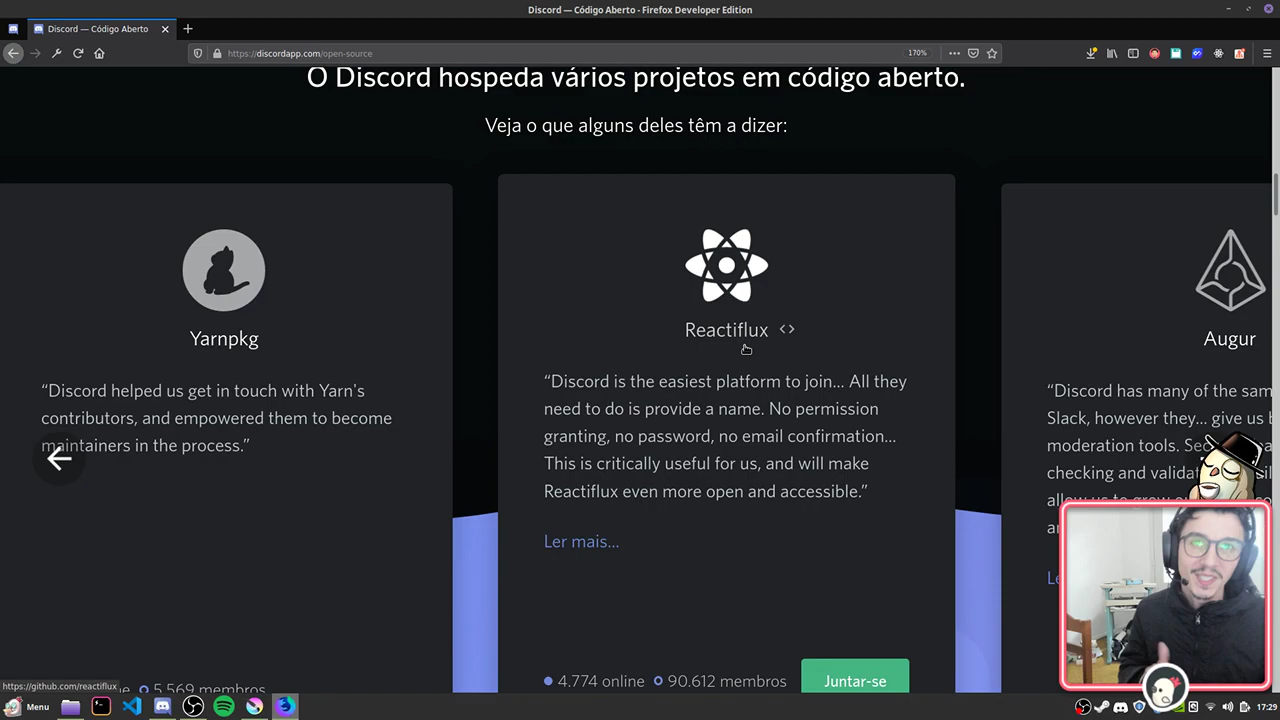 Discord — Código Aberto - Firefox Developer Edition
Discord — Código Aberto
https://discordapp.com/open-source
170%
O Discord hospeda vários projetos em código aberto.
Veja o que alguns deles têm a dizer:
Yarnpkg
“Discord helped us get in touch with Yarn's
contributors, and empowered them to become
maintainers in the process.”
5.569 membros
Reactiflux <>
“Discord is the easiest platform to join... All they
need to do is provide a name. No permission
granting, no password, no email confirmation...
This is critically useful for us, and will make
Reactiflux even more open and accessible.”
Ler mais...
4.774 online 90.612 membros
Juntar-se
Augur
“Discord has many of the sam
Slack, however they... give us b
moderation tools. Sec
checking and validat
allow us to grow
an
Le
https://github.com/reactiflux
Menu
17:29